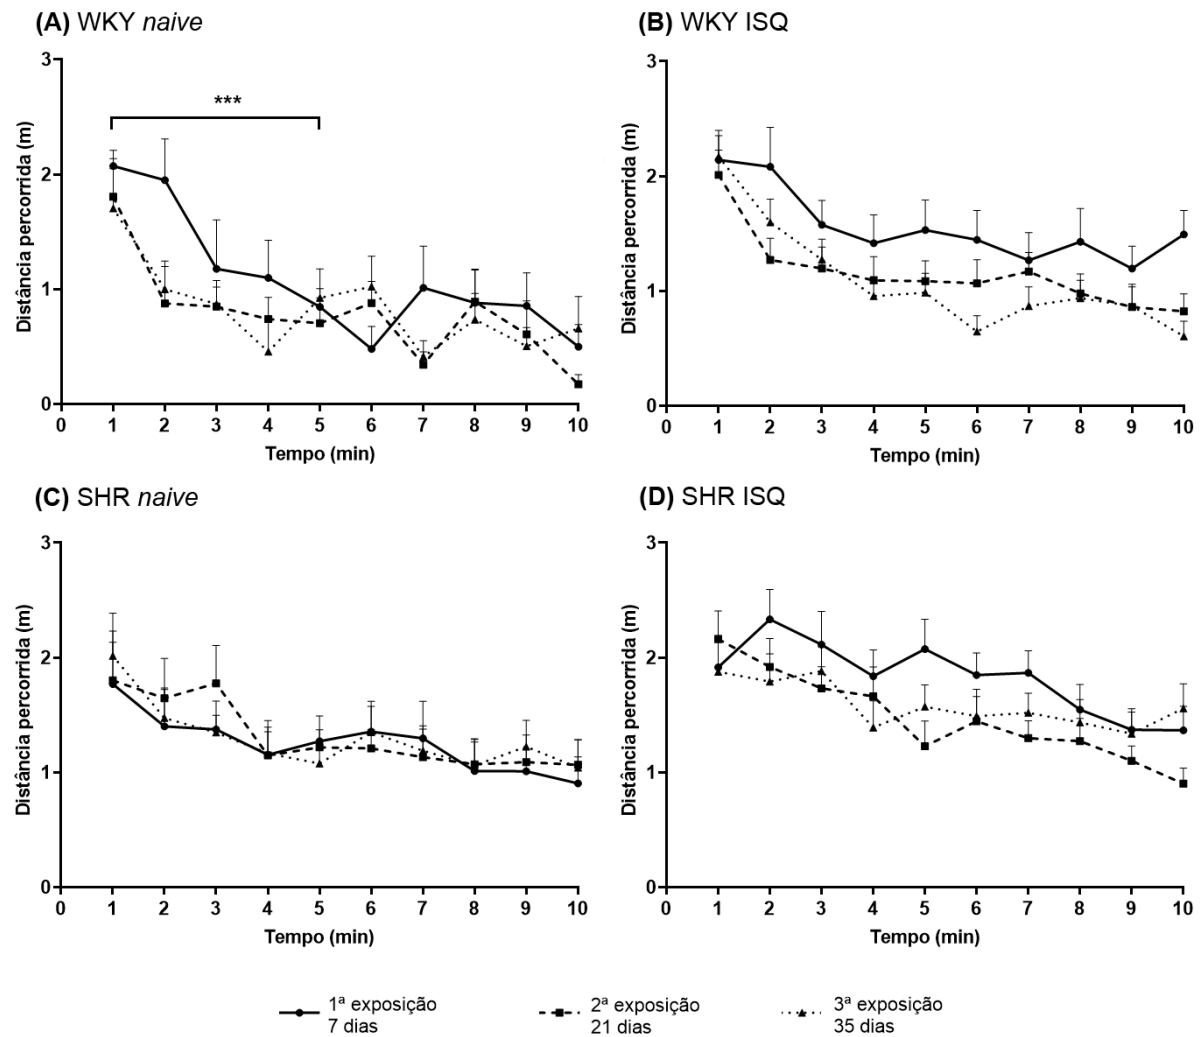 (A) WKY naive
3
2
1
0
Distância percorrida (m)
***
0 1 2 3 4 5 6 7 8 9 10
Tempo (min)
(B) WKY ISQ
3
2
1
0
Distância percorrida (m)
0 1 2 3 4 5 6 7 8 9 10
Tempo (min)
(C) SHR naive
3
2
1
0
Distância percorrida (m)
0 1 2 3 4 5 6 7 8 9 10
Tempo (min)
(D) SHR ISQ
3
2
1
0
Distância percorrida (m)
0 1 2 3 4 5 6 7 8 9 10
Tempo (min)
1ª exposição
7 dias
2ª exposição
21 dias
3ª exposição
35 dias